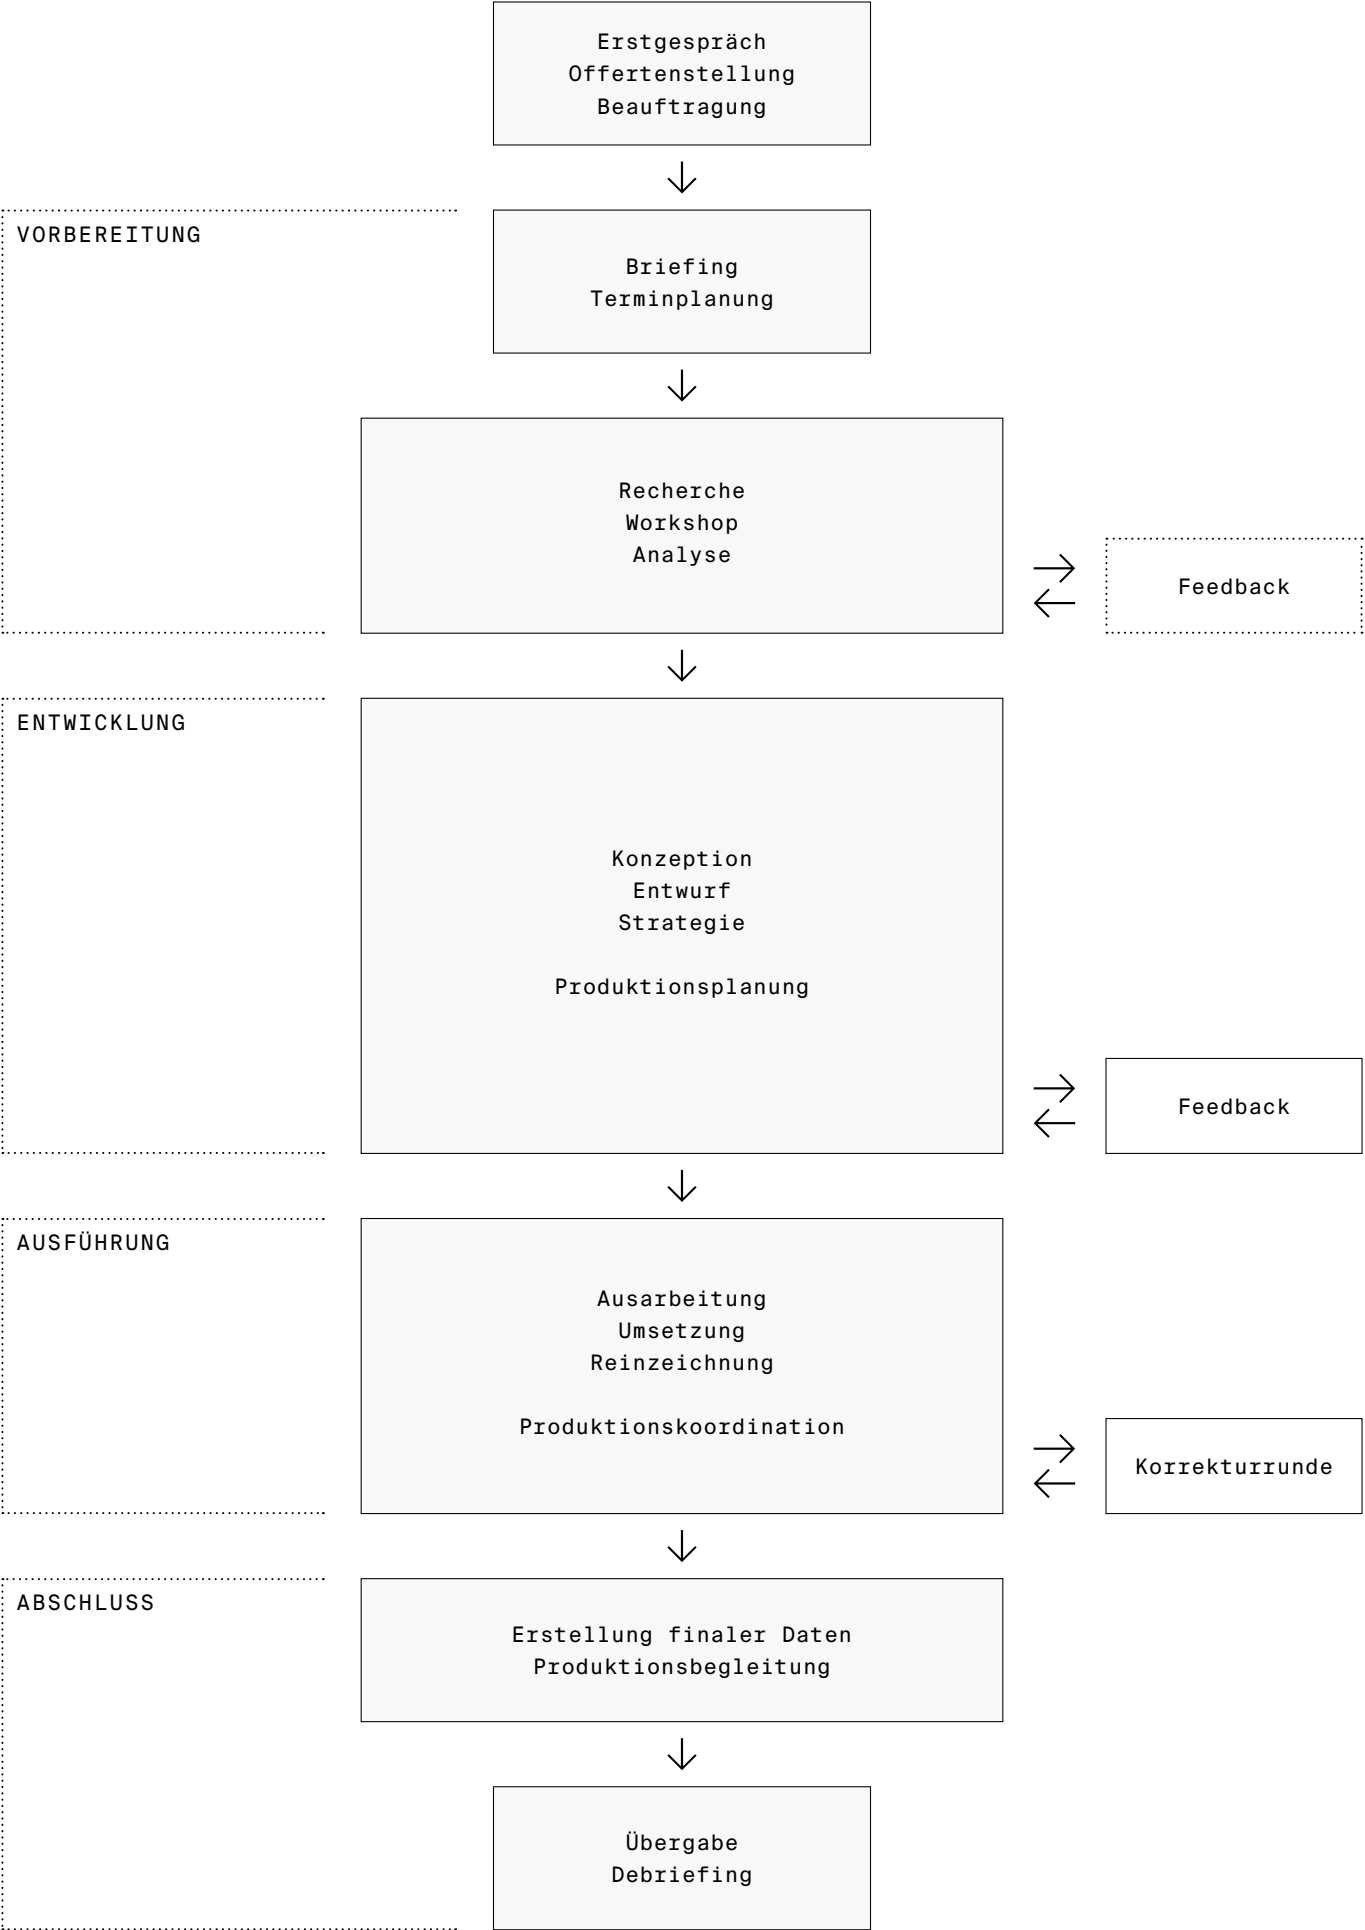 Erstgespräch
Offertenstellung
Beauftragung
VORBEREITUNG
Briefing
Terminplanung
Recherche
Workshop
Analyse
Feedback
ENTWICKLUNG
Konzeption
Entwurf
Strategie
Produktionsplanung
Feedback
AUSFÜHRUNG
Ausarbeitung
Umsetzung
Reinzeichnung
Produktionskoordination
Korrekturrunde
ABSCHLUSS
Erstellung finaler Daten
Produktionsbegleitung
Übergabe
Debriefing